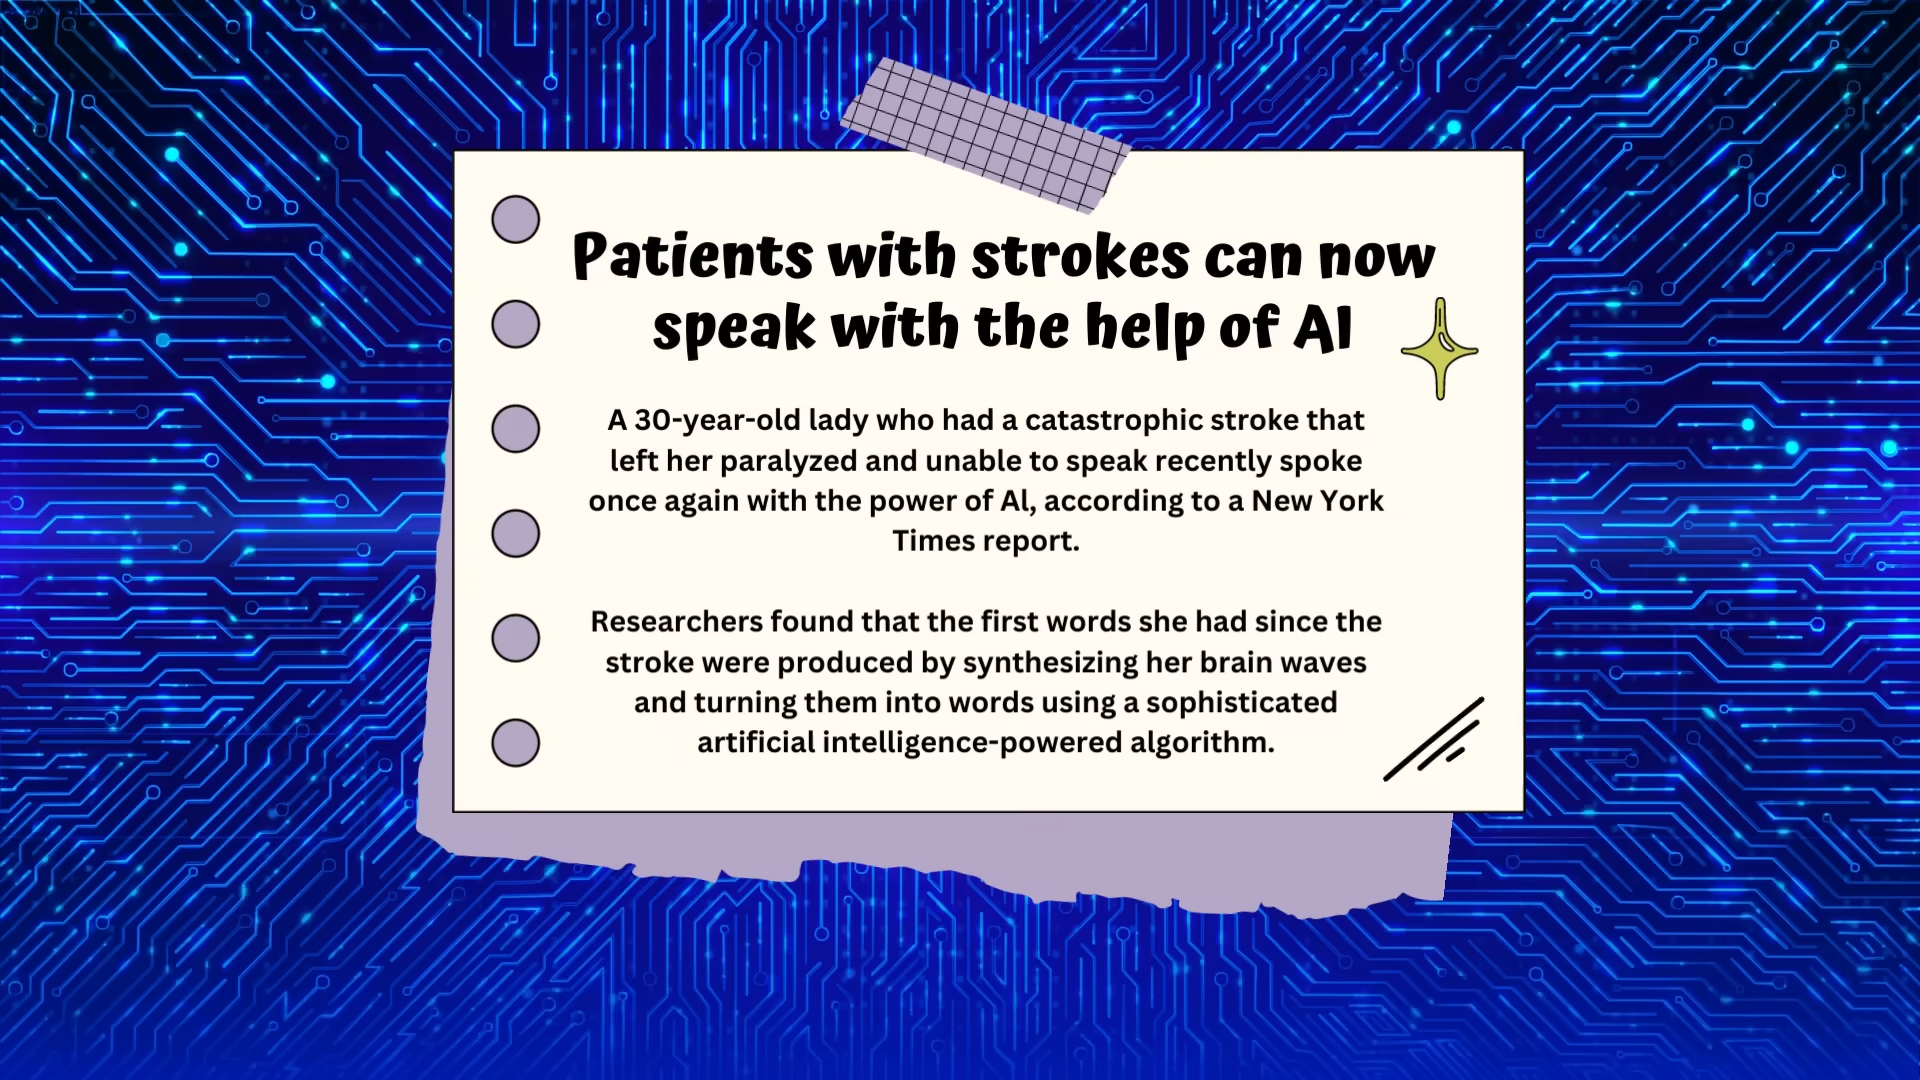 Patients with strokes can now
speak with the help of AI
A 30-year-old lady who had a catastrophic stroke that
left her paralyzed and unable to speak recently spoke
once again with the power of Al, according to a New York
Times report.
Researchers found that the first words she had since the
stroke were produced by synthesizing her brain waves
and turning them into words using a sophisticated
artificial intelligence-powered algorithm.